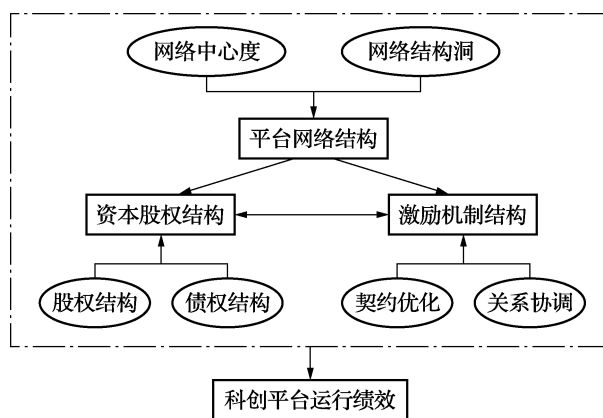 网络中心度
网络结构洞
平台网络结构
资本股权结构
激励机制结构
股权结构
债权结构
契约优化
关系协调
科创平台运行绩效